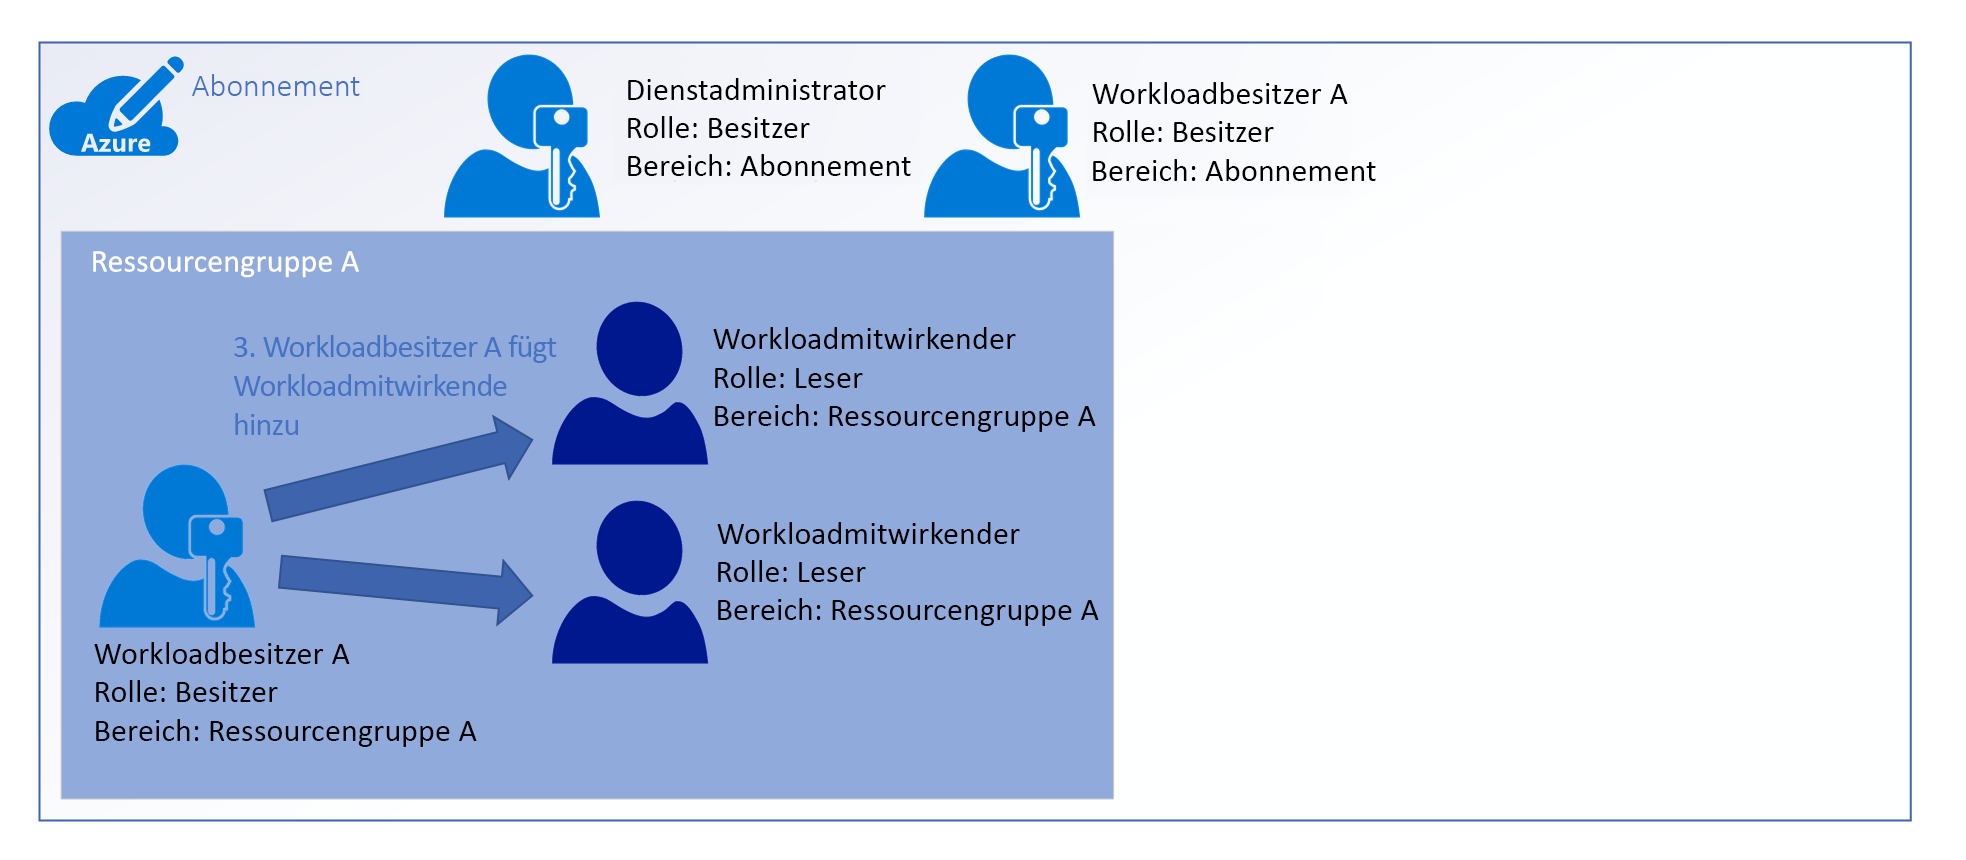 Azure
Abonnement
Dienstadministrator
Rolle: Besitzer
Bereich: Abonnement
Workloadbesitzer A
Rolle: Besitzer
Bereich: Abonnement
Ressourcengruppe A
3. Workloadbesitzer A fügt
Workloadmitwirkende
hinzu
Workloadmitwirkender
Rolle: Leser
Bereich: Ressourcengruppe A
Workloadmitwirkender
Rolle: Leser
Bereich: Ressourcengruppe A
Workloadbesitzer A
Rolle: Besitzer
Bereich: Ressourcengruppe A